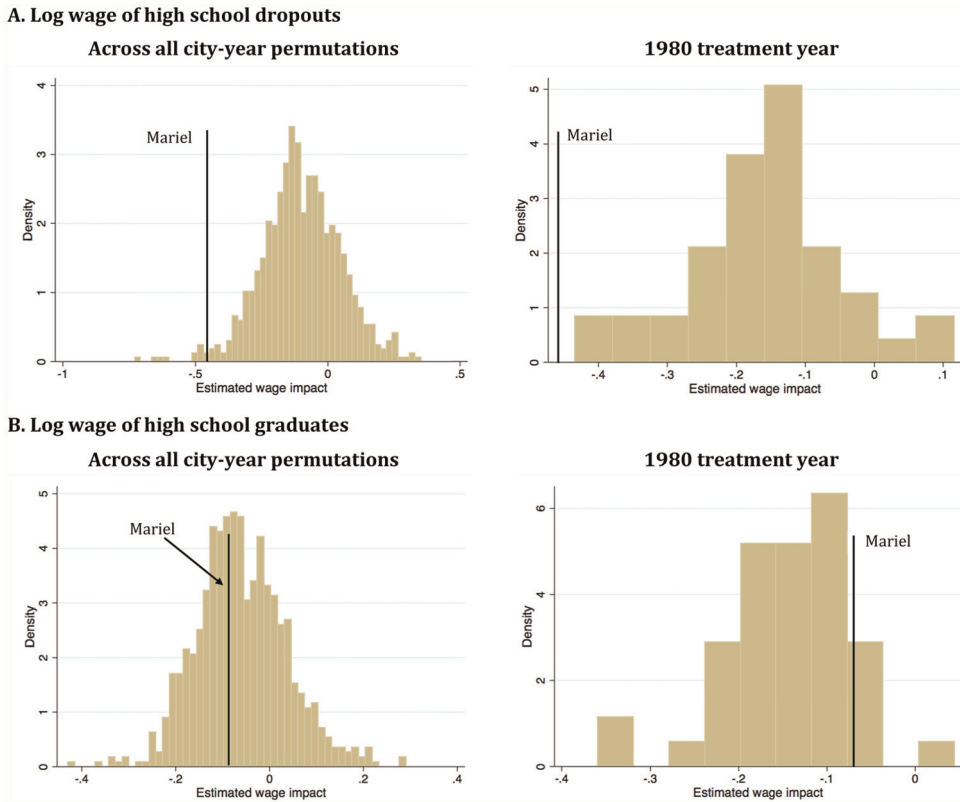 A. Log wage of high school dropouts
Across all city-year permutations
1980 treatment year
4
3
2
1
0
Density
Mariel
-1
-.5
0
.5
Estimated wage impact
5
4
3
2
1
0
Density
Mariel
-.4
-.3
-.2
-.1
0
.1
Estimated wage impact
B. Log wage of high school graduates
Across all city-year permutations
1980 treatment year
5
4
3
2
1
0
Density
Mariel
-.4
-.2
0
.2
.4
Estimated wage impact
6
4
2
0
Density
Mariel
-.4
-.3
-.2
-.1
0
Estimated wage impact